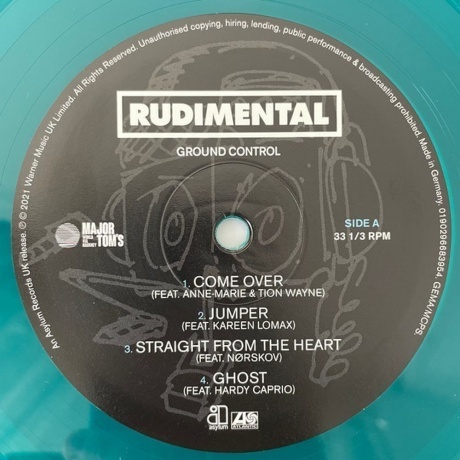 An Asylum Records UK release. ℗ © 2021 Warner Music UK Limited. All Rights Reserved. Unauthorised copying, hiring, lending, public performance & broadcasting prohibited. Made in Germany. 0190296683954. GEMA/MCPS.
RUDIMENTAL
GROUND CONTROL
MAJOR
TOM'S
SIDE A
33 1/3 RPM
1. COME OVER
(FEAT. ANNE-MARIE & TION WAYNE)
2. JUMPER
(FEAT. KAREEN LOMAX)
3. STRAIGHT FROM THE HEART
(FEAT. NØRSKOV)
4. GHOST
(FEAT. HARDY CAPRIO)
asylum
ATLANTIC